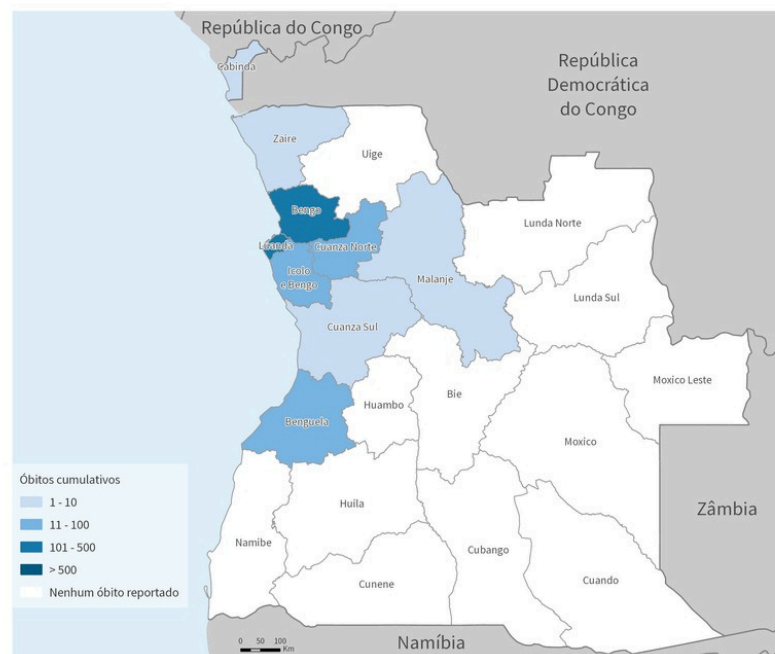 República do Congo
República
Democrática
do Congo
Cabinda
Zaire
Uige
Bengo
Lunda Norte
Luanda
Cuanza Norte
Icolo
e Bengo
Malanje
Lunda Sul
Cuanza Sul
Moxico Leste
Huambo
Bie
Benguela
Moxico
Óbitos cumulativos
1 - 10
11 - 100
101 - 500
> 500
Nenhum óbito reportado
Huila
Zâmbia
Namibe
Cubango
Cunene
Cuando
0 50 100
Km
Namíbia